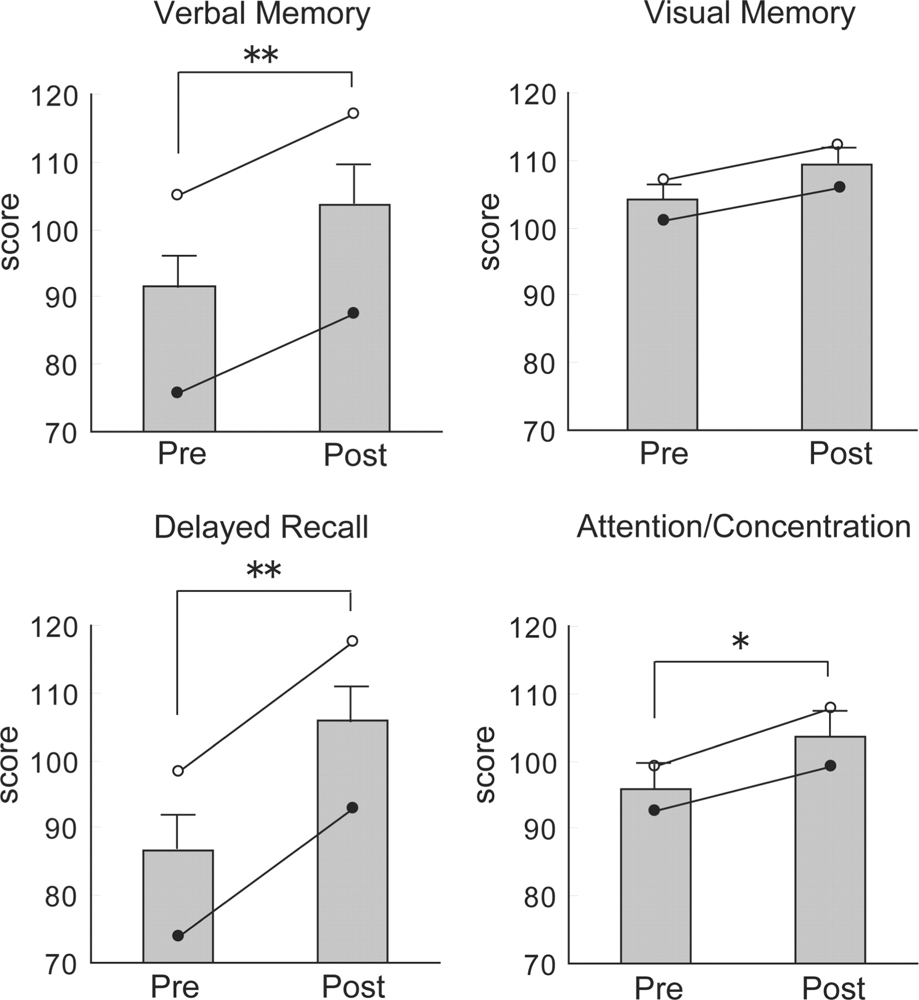 Verbal Memory
**
120
110
100
90
80
70
score
Pre Post
Visual Memory
120
110
100
90
80
70
score
Pre Post
Delayed Recall
**
120
110
100
90
80
70
score
Pre Post
Attention/Concentration
*
120
110
100
90
80
70
score
Pre Post